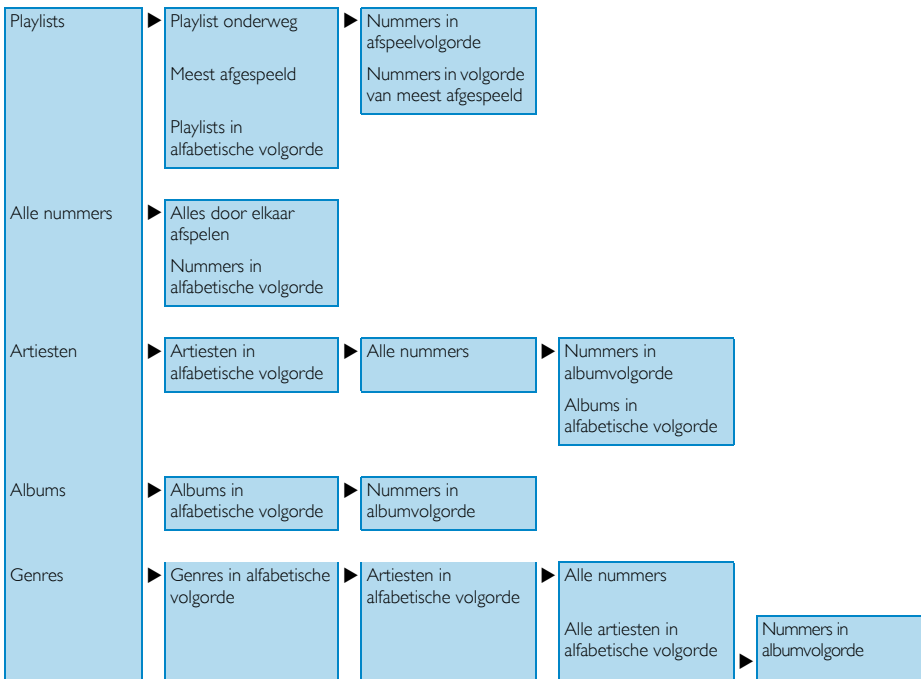 Playlists
Playlist onderweg
Nummers in
afspeelvolgorde
Meest afgespeeld
Nummers in volgorde
van meest afgespeeld
Playlists in
alfabetische volgorde
Alle nummers
Alles door elkaar
afspelen
Nummers in
alfabetische volgorde
Artiesten
Artiesten in
alfabetische volgorde
Alle nummers
Nummers in
albumvolgorde
Albums in
alfabetische volgorde
Albums
Albums in
alfabetische volgorde
Nummers in
albumvolgorde
Genres
Genres in alfabetische
volgorde
Artiesten in
alfabetische volgorde
Alle nummers
Alle artiesten in
alfabetische volgorde
Nummers in
albumvolgorde